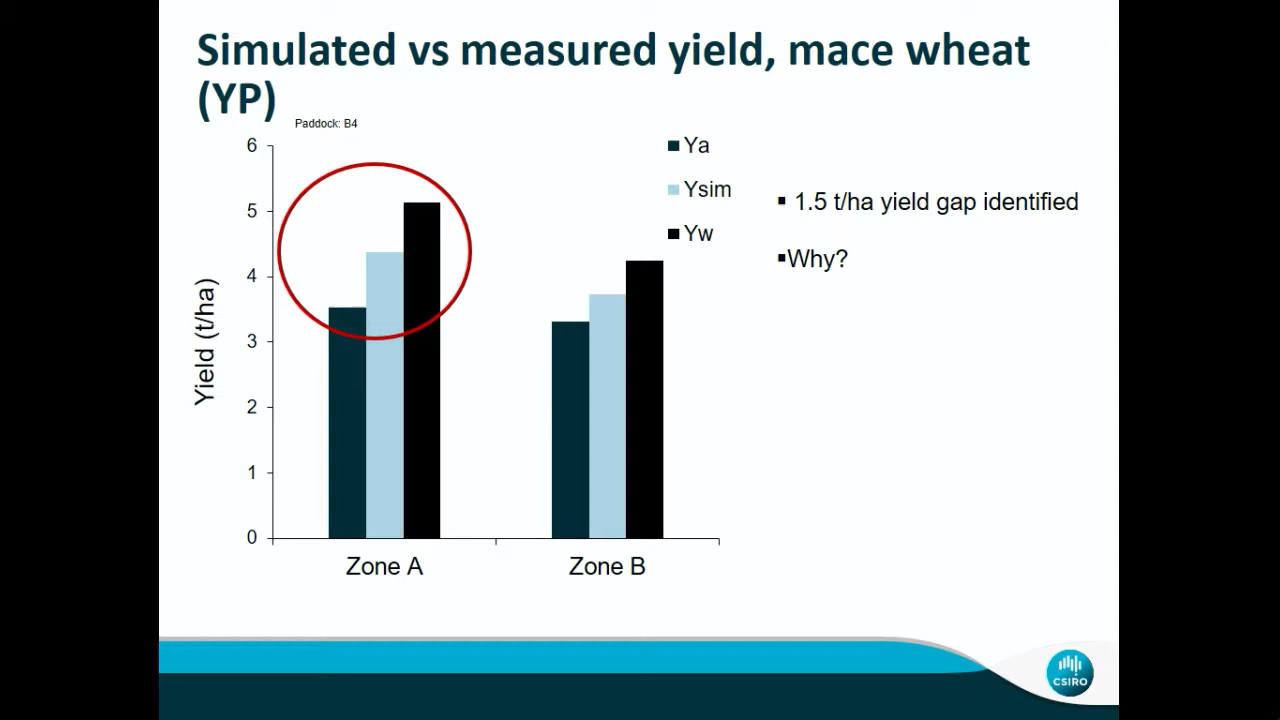 Simulated vs measured yield, mace wheat
(YP)
Paddock: B4
Yield (t/ha)
6
5
4
3
2
1
0
Zone A
Zone B
Ya
Ysim
Yw
▪ 1.5 t/ha yield gap identified
▪Why?
CSIRO